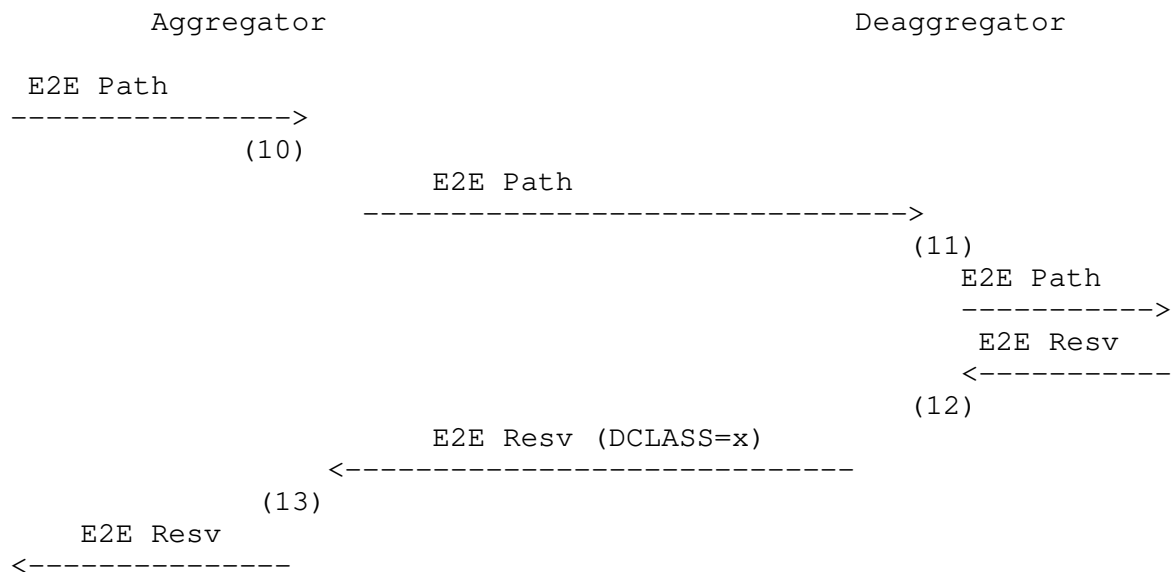 Aggregator                              Deaggregator
E2E Path
---------------->
(10)
E2E Path
------------------------------->
(11)
E2E Path
----------->
E2E Resv
<-----------
(12)
E2E Resv (DCLASS=x)
<-----------------------------
(13)
E2E Resv
<---------------